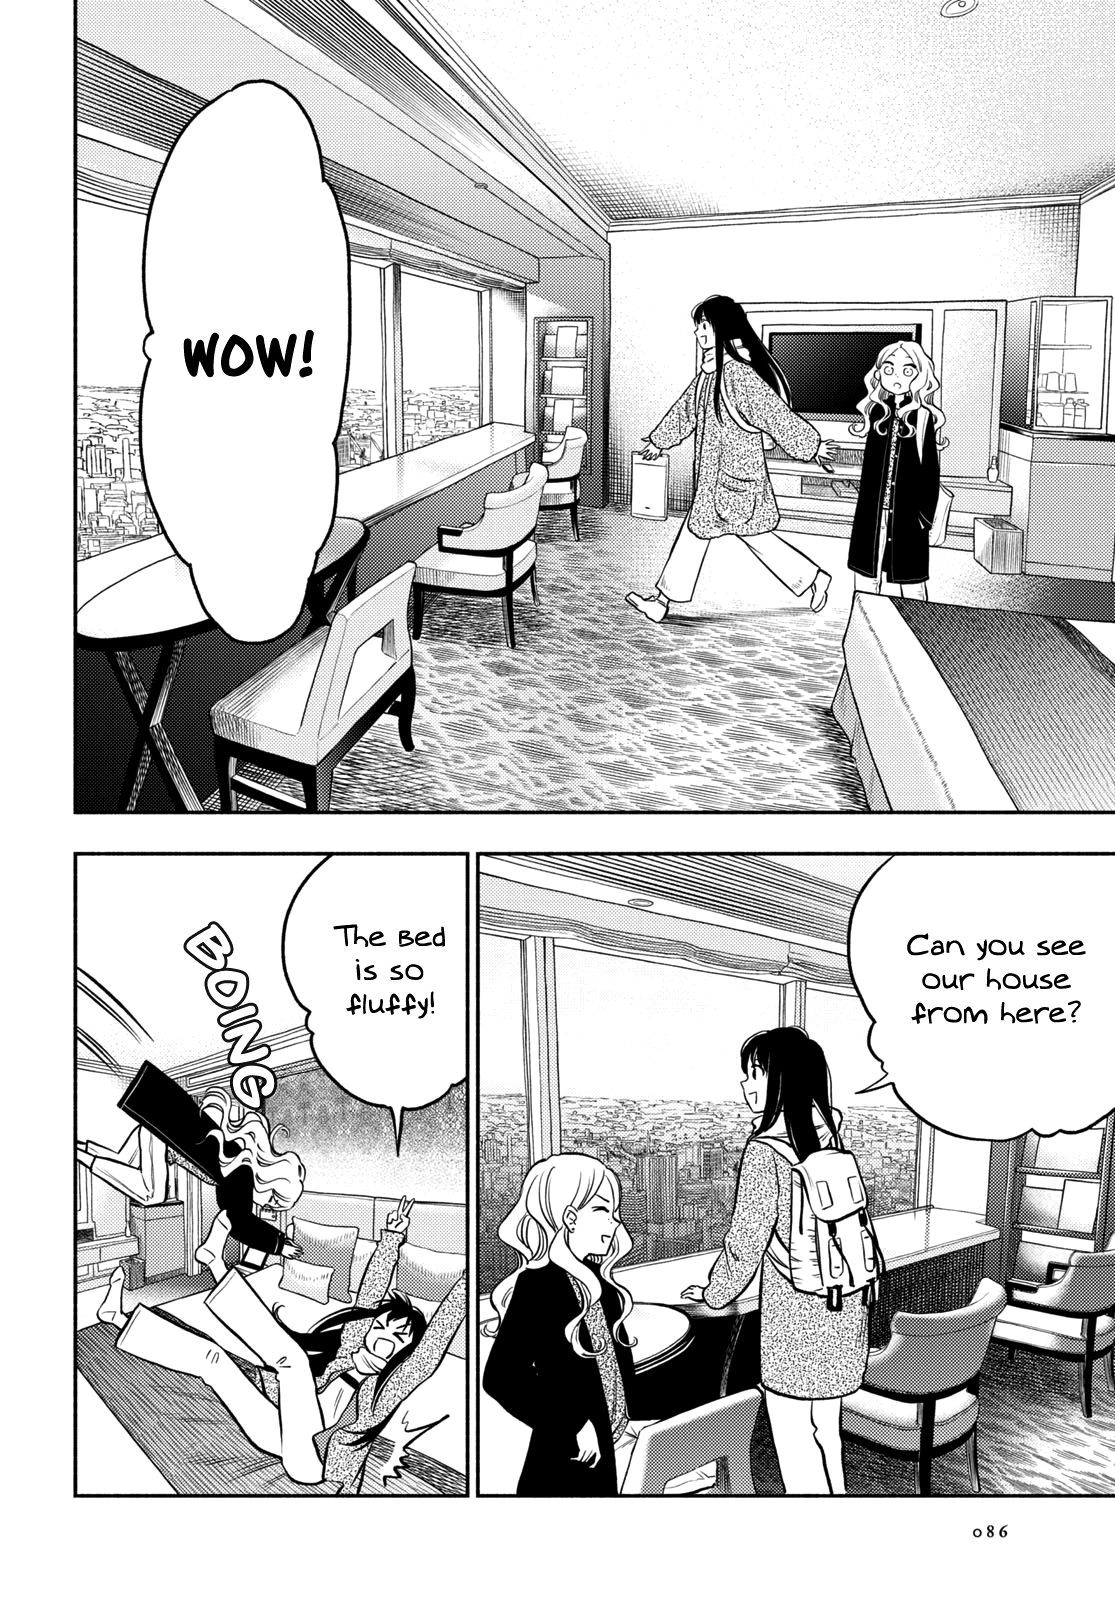 WOW!
Can you see
our house
from here?
The bed
is so
fluffy!
BOING
086